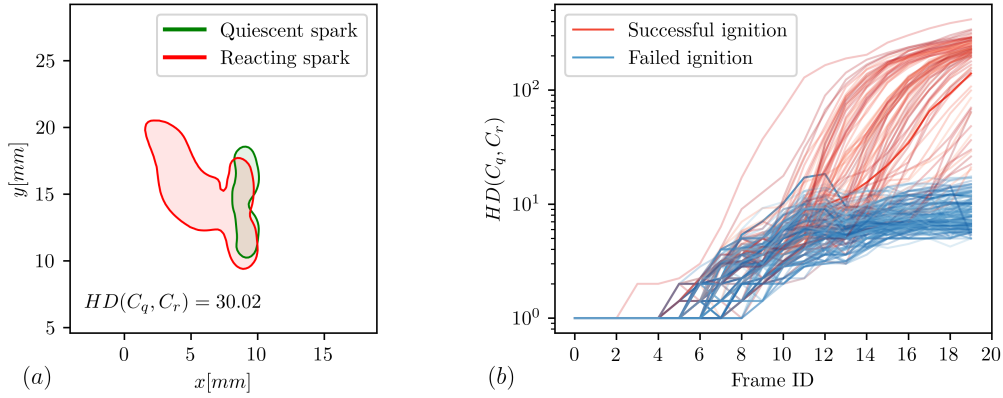 Quiescent spark
Reacting spark
25
20
15
10
5
y[mm]
HD(C_q, C_r) = 30.02
0 5 10 15
x[mm]
(a)
Successful ignition
Failed ignition
10^2
10^1
10^0
HD(C_q, C_r)
0 2 4 6 8 10 12 14 16 18 20
Frame ID
(b)